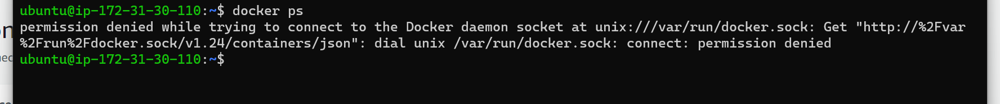 ubuntu@ip-172-31-30-110:~$ docker ps
permission denied while trying to connect to the Docker daemon socket at unix:///var/run/docker.sock: Get "http://%2Fvar
%2Frun%2Fdocker.sock/v1.24/containers/json": dial unix /var/run/docker.sock: connect: permission denied
ubuntu@ip-172-31-30-110:~$